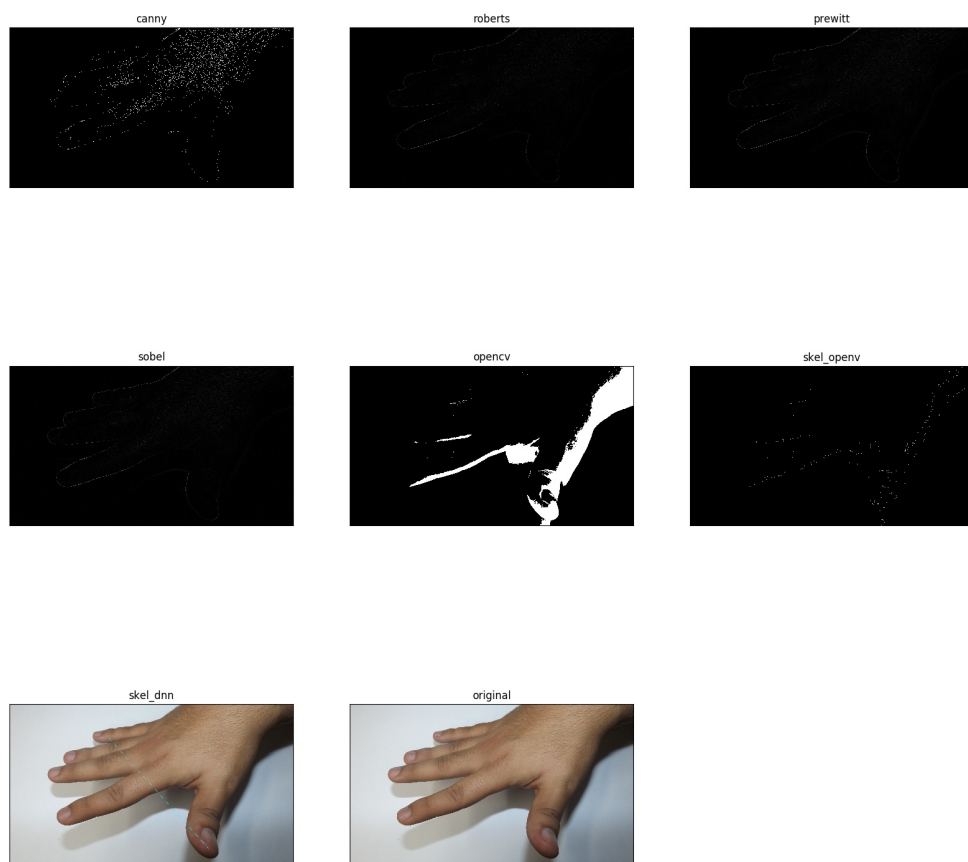 canny
roberts
prewitt
sobel
opencv
skel_openv
skel_dnn
original